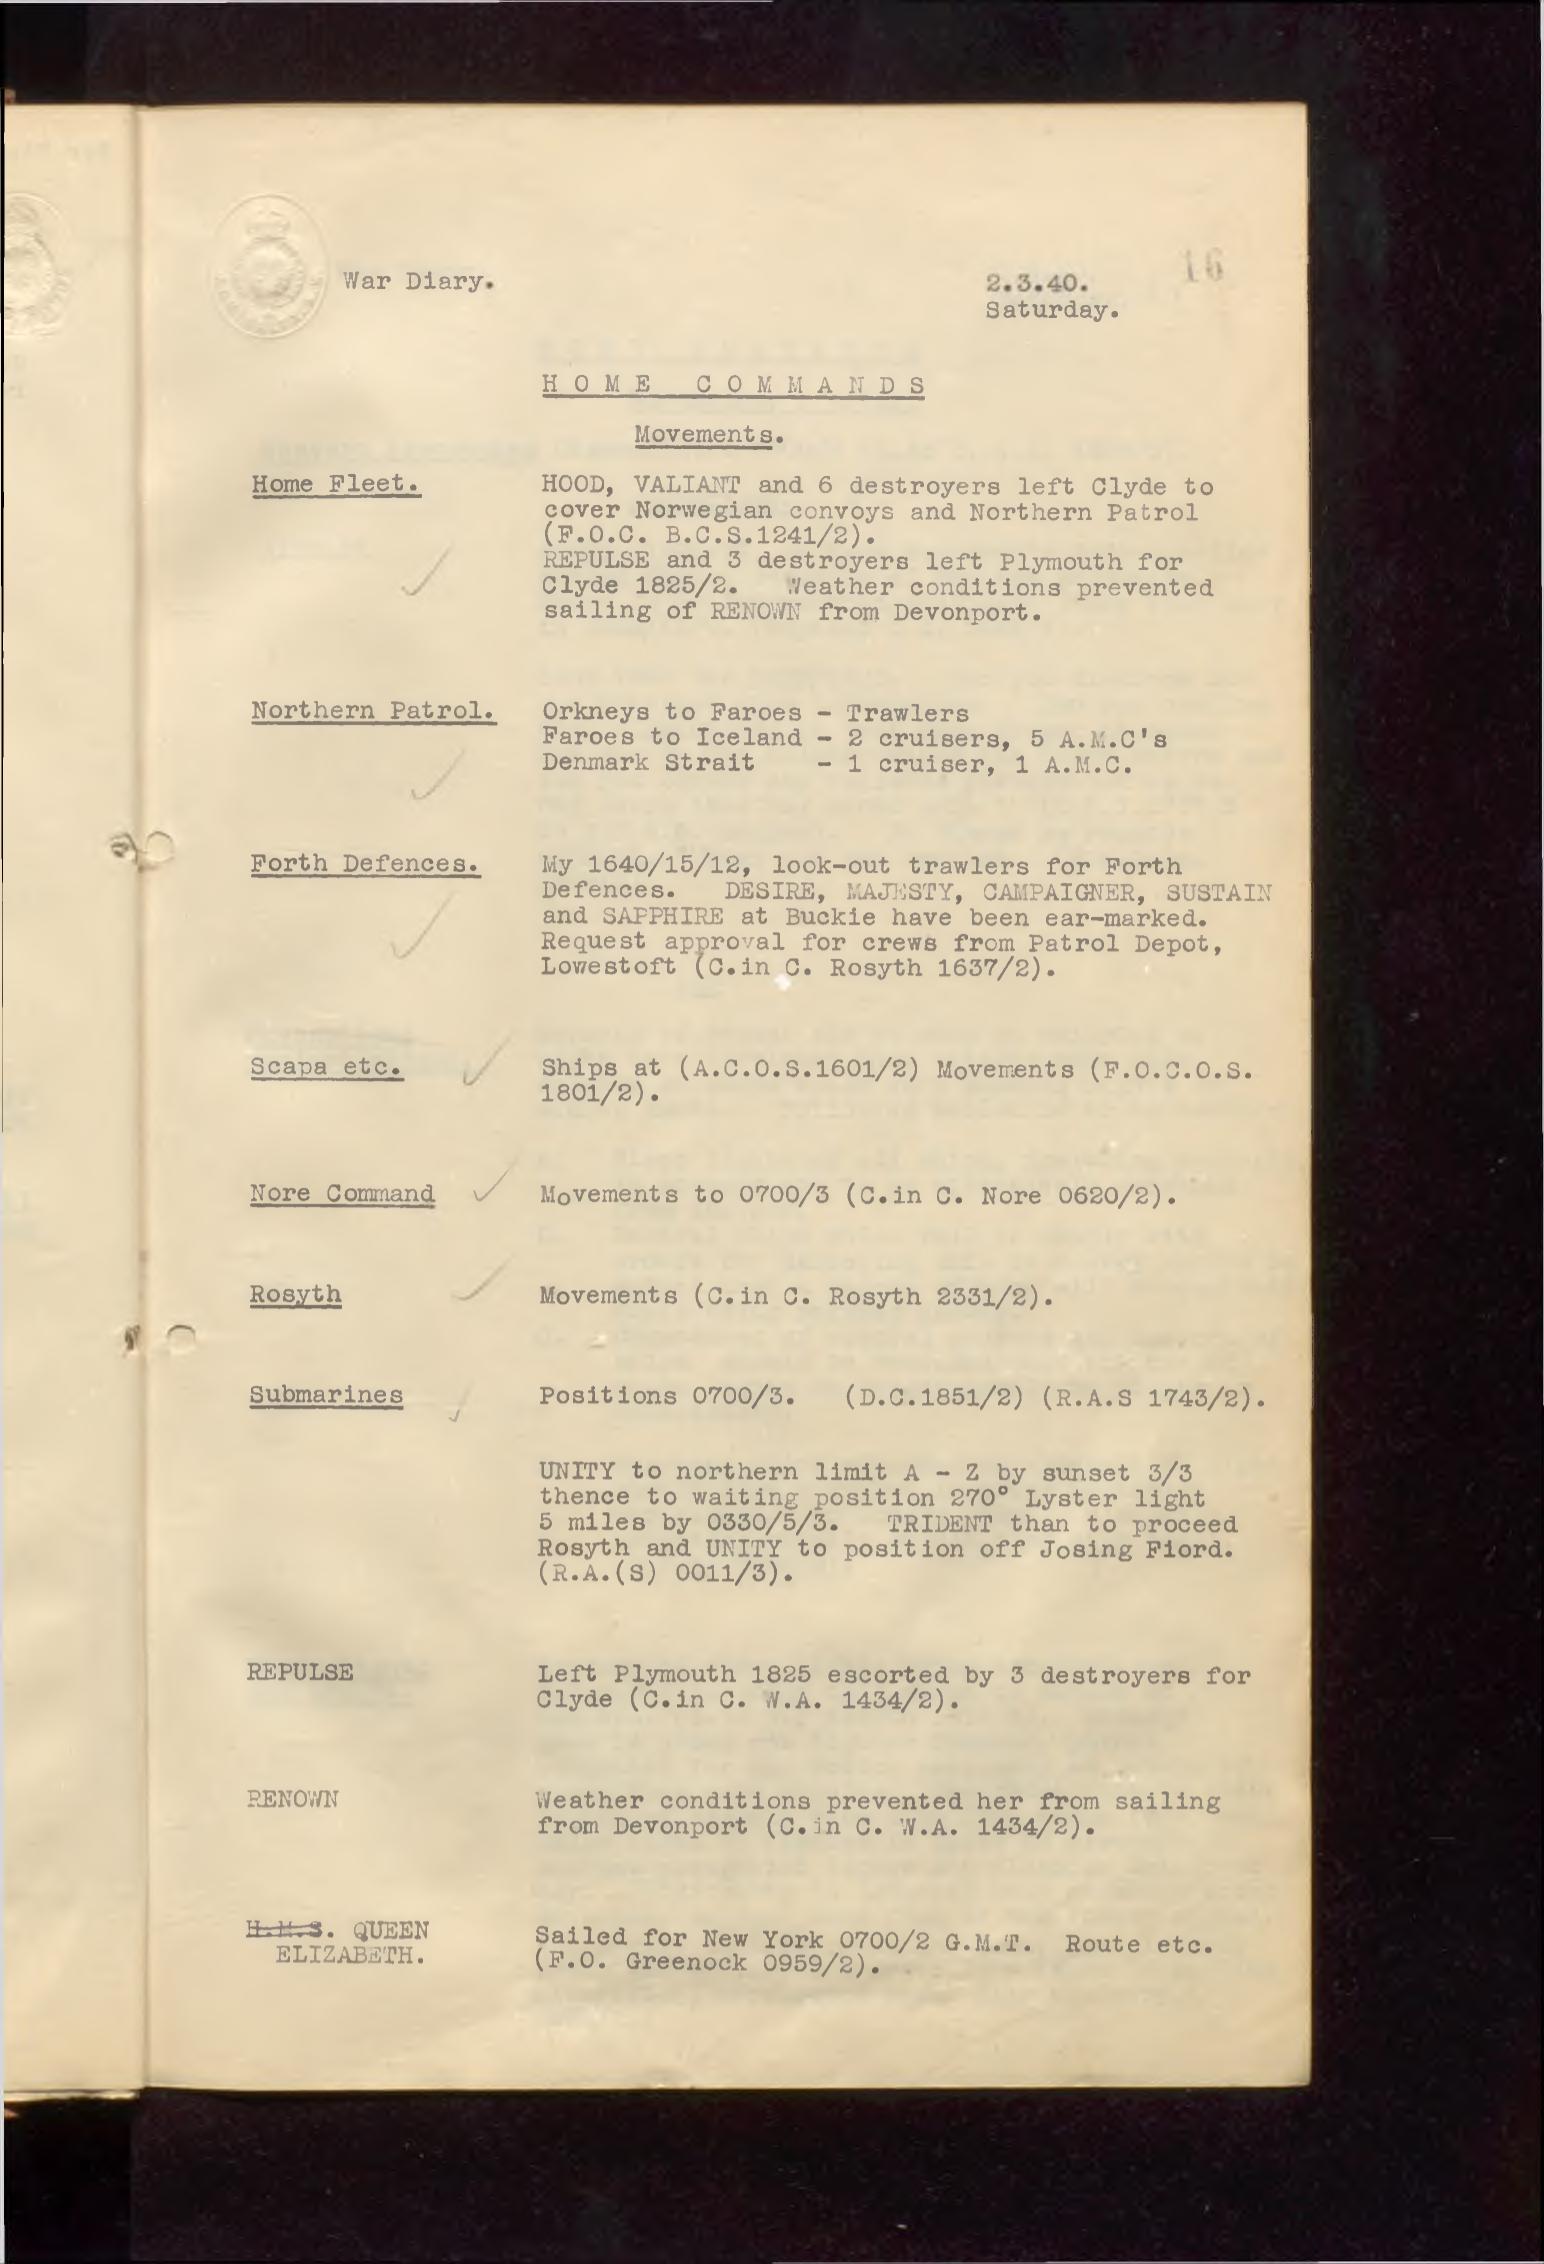 War Diary.
2.3.40.
16
Saturday.
HOME COMMANDS
Movements.
Home Fleet.
HOOD, VALIANT and 6 destroyers left Clyde to
cover Norwegian convoys and Northern Patrol
(F.O.C. B.C.S.1241/2).
REPULSE and 3 destroyers left Plymouth for
Clyde 1825/2. Weather conditions prevented
sailing of RENOWN from Devonport.
Northern Patrol.
Orkneys to Faroes - Trawlers
Faroes to Iceland - 2 cruisers, 5 A.M.C's
Denmark Strait - 1 cruiser, 1 A.M.C.
Forth Defences.
My 1640/15/12, look-out trawlers for Forth
Defences. DESIRE, MAJESTY, CAMPAIGNER, SUSTAIN
and SAPPHIRE at Buckie have been ear-marked.
Request approval for crews from Patrol Depot,
Lowestoft (C.in C. Rosyth 1637/2).
Scapa etc.
Ships at (A.C.O.S.1601/2) Movements (F.O.C.O.S.
1801/2).
Nore Command
Movements to 0700/3 (C.in C. Nore 0620/2).
Rosyth
Movements (C.in C. Rosyth 2331/2).
Submarines
Positions 0700/3. (D.C.1851/2) (R.A.S 1743/2).
UNITY to northern limit A - Z by sunset 3/3
thence to waiting position 270° Lyster light
5 miles by 0330/5/3. TRIDENT than to proceed
Rosyth and UNITY to position off Josing Fiord.
(R.A.(S) 0011/3).
REPULSE
Left Plymouth 1825 escorted by 3 destroyers for
Clyde (C.in C. W.A. 1434/2).
RENOWN
Weather conditions prevented her from sailing
from Devonport (C.in C. W.A. 1434/2).
H.M.S. QUEEN
ELIZABETH.
Sailed for New York 0700/2 G.M.T. Route etc.
(F.O. Greenock 0959/2).